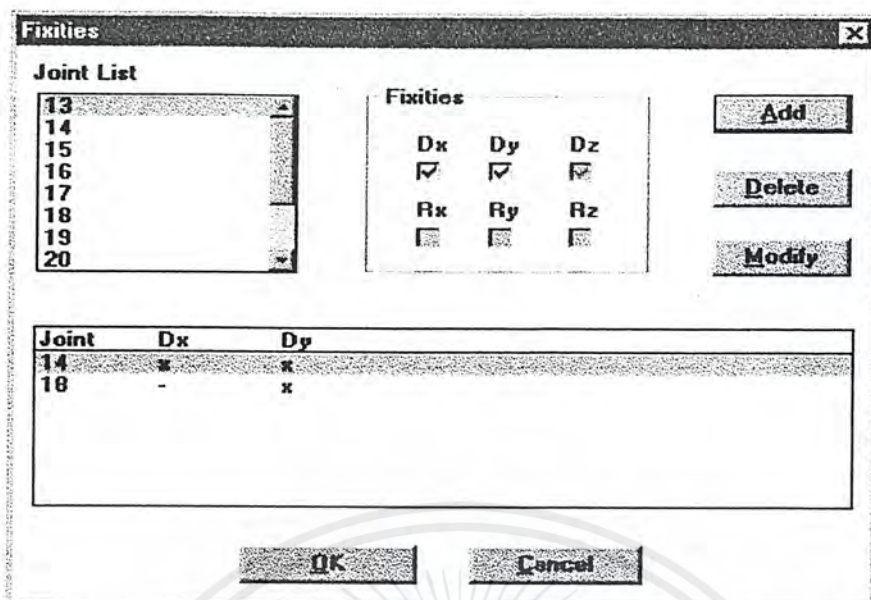 Fixities
Joint List
13
14
15
16
17
18
19
20
Fixities
Dx Dy Dz
Rx Ry Rz
Add
Delete
Modify
Joint Dx Dy
14 x x
18 - x
OK Cancel